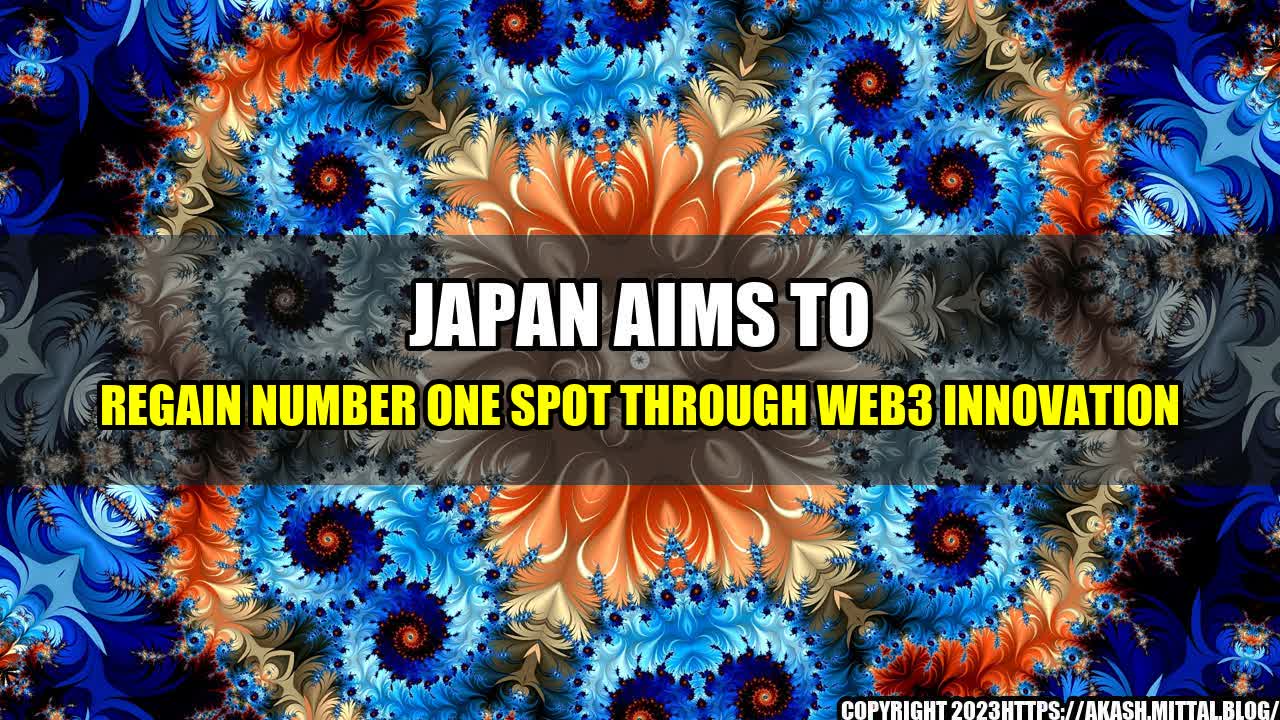 JAPAN AIMS TO
REGAIN NUMBER ONE SPOT THROUGH WEB3 INNOVATION
COPYRIGHT 2023HTTPS://AKASH.MITTAL.BLOG/